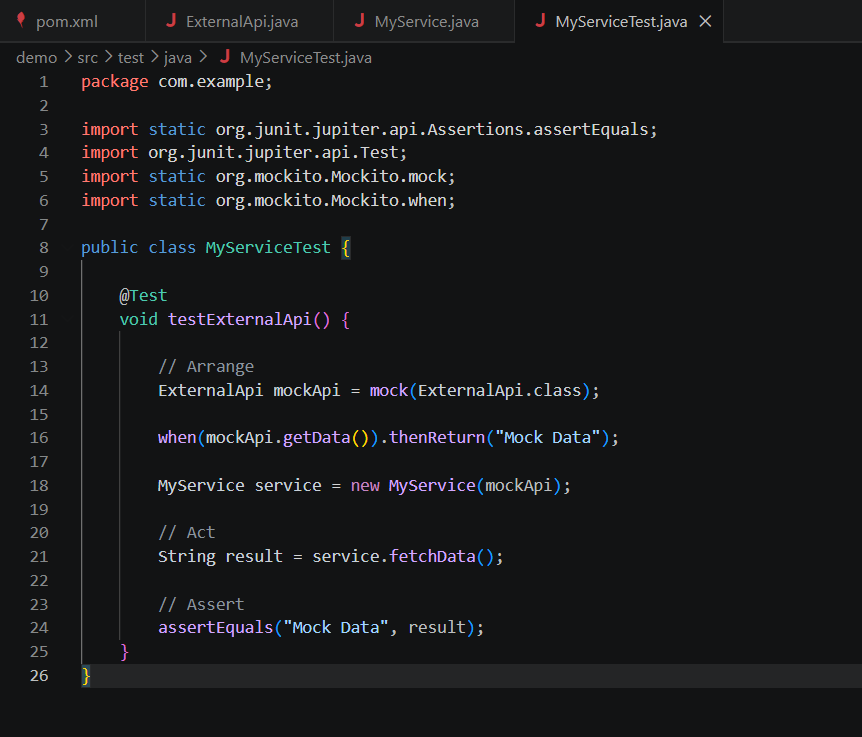 pom.xml ExternalApi.java MyService.java MyServiceTest.java
demo > src > test > java > MyServiceTest.java
1 package com.example;
2
3 import static org.junit.jupiter.api.Assertions.assertEquals;
4 import org.junit.jupiter.api.Test;
5 import static org.mockito.Mockito.mock;
6 import static org.mockito.Mockito.when;
7
8 public class MyServiceTest {
9
10     @Test
11     void testExternalApi() {
12
13         // Arrange
14         ExternalApi mockApi = mock(ExternalApi.class);
15
16         when(mockApi.getData()).thenReturn("Mock Data");
17
18         MyService service = new MyService(mockApi);
19
20         // Act
21         String result = service.fetchData();
22
23         // Assert
24         assertEquals("Mock Data", result);
25     }
26 }